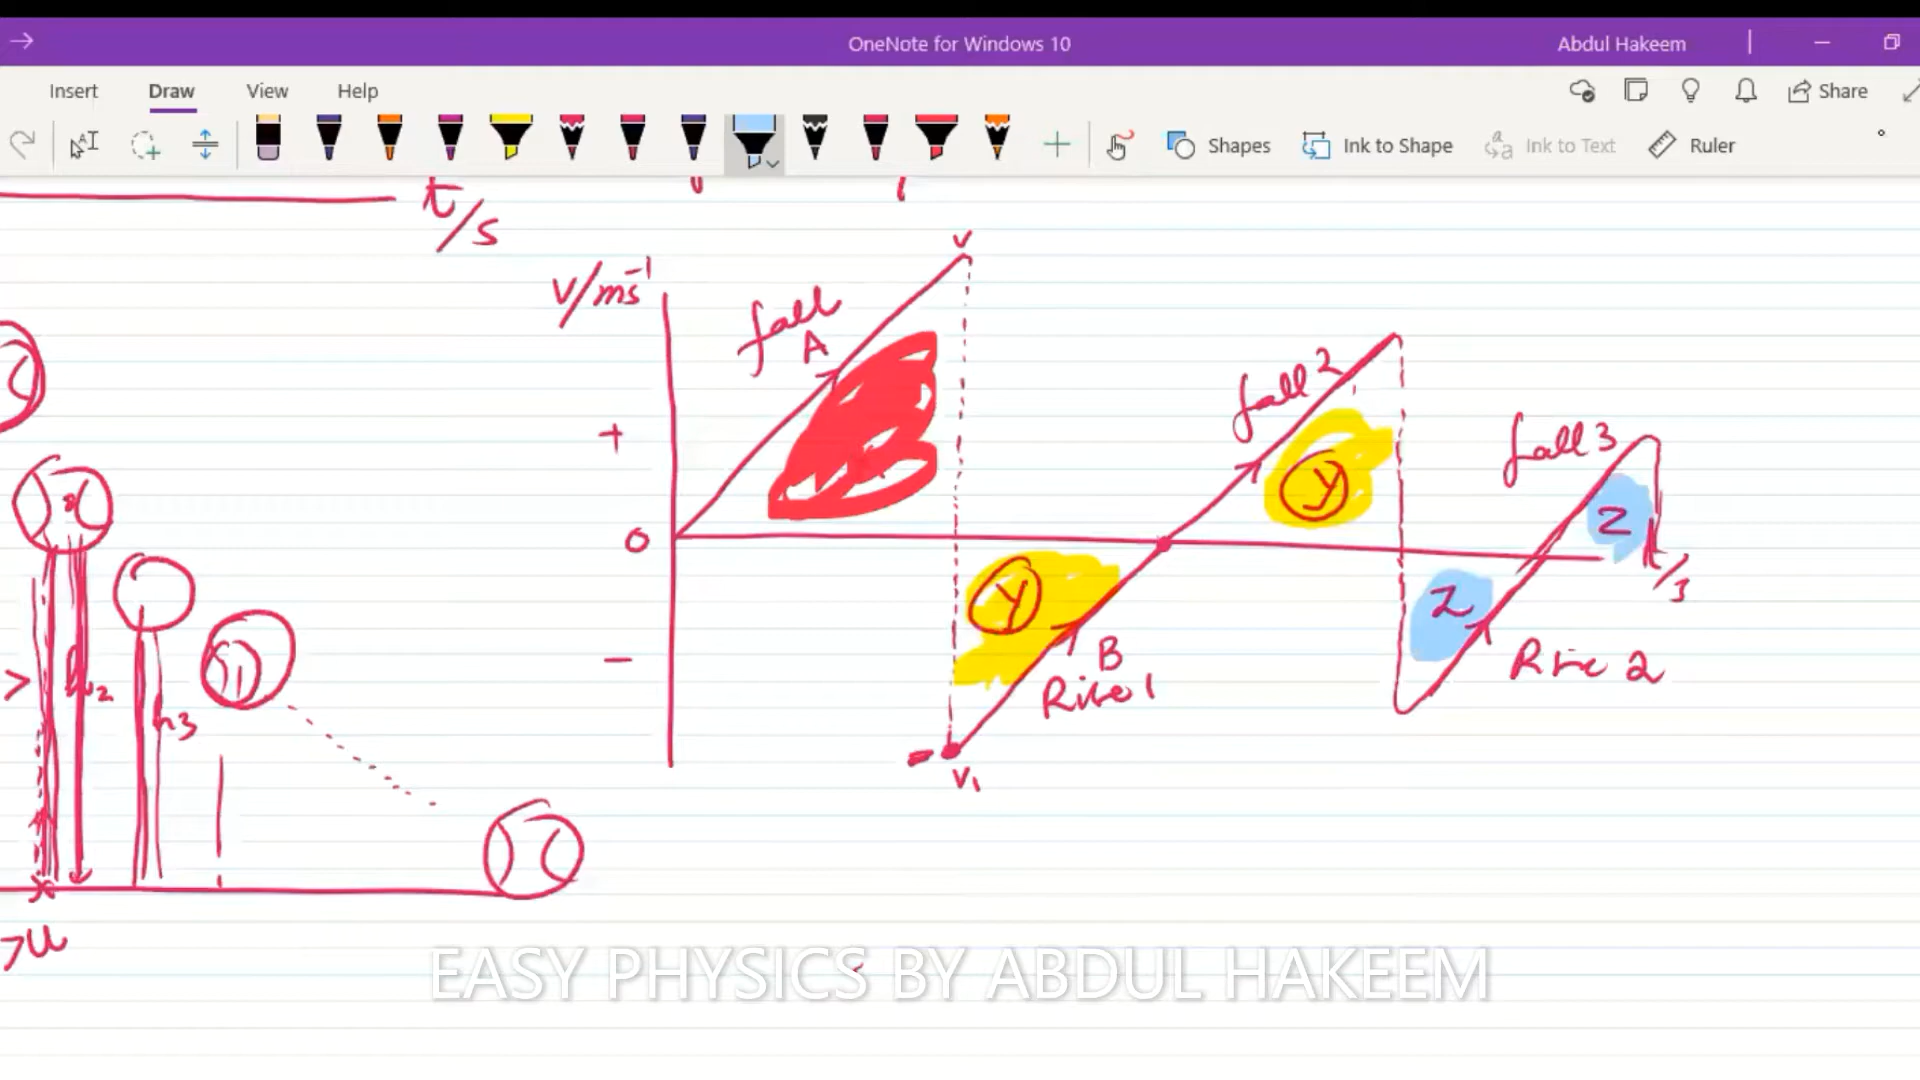 OneNote for Windows 10
Abdul Hakeem
Insert
Draw
View
Help
Share
Shapes
Ink to Shape
Ink to Text
Ruler
t/s
v/ms⁻¹
v
fall
A
fall 2
fall 3
+
y
z
0
y
z
B
Rise 1
Rise 2
−
v₁
x
h₂
h₃
>u
EASY PHYSICS BY ABDUL HAKEEM